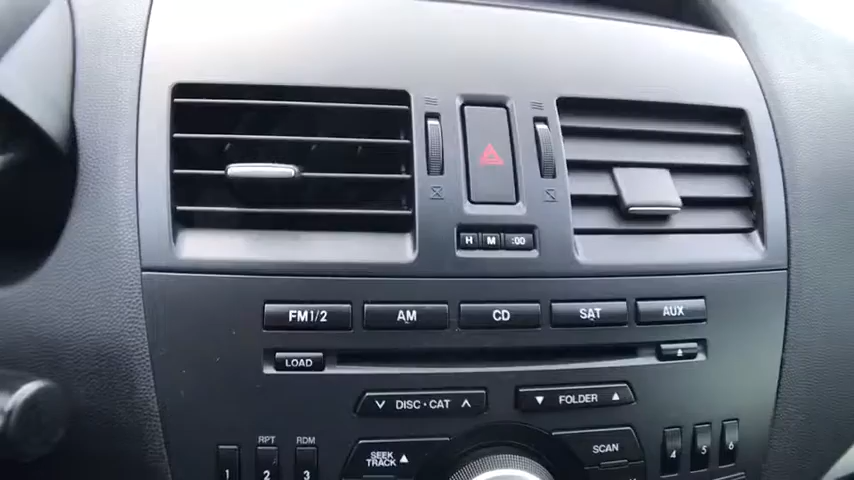 H M :00
FM1/2 AM CD SAT AUX
LOAD
DISC·CAT FOLDER
RPT RDM
SEEK TRACK SCAN
1 2 3 4 5 6